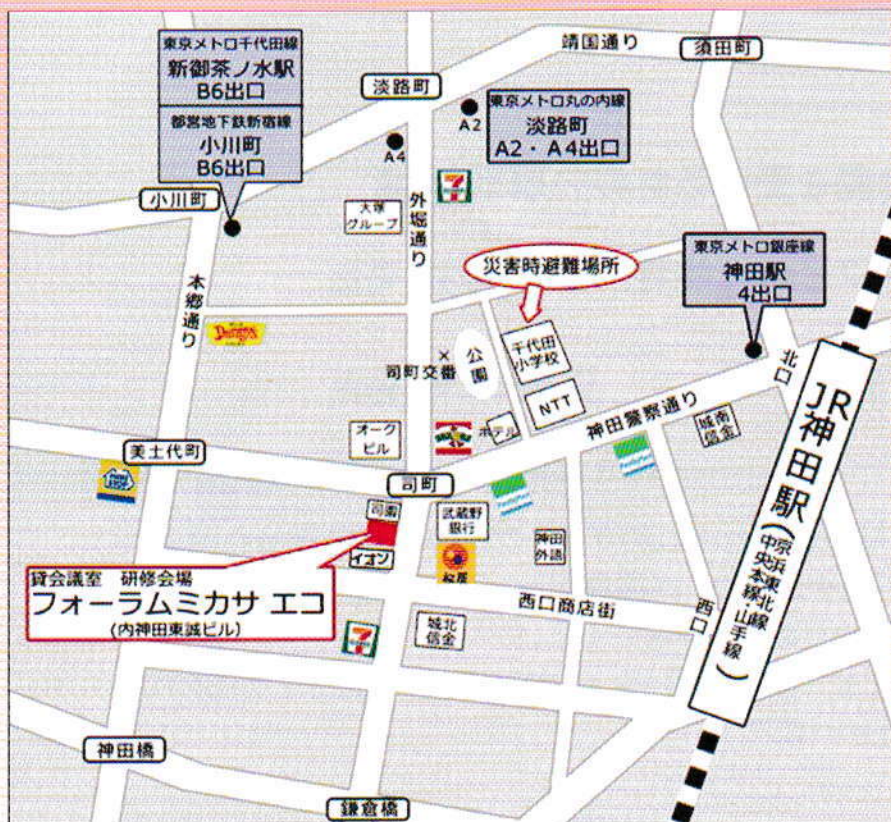 東京メトロ千代田線
新御茶ノ水駅
B6出口
都営地下鉄新宿線
小川町
B6出口
淡路町
靖国通り
須田町
A2
東京メトロ丸の内線
淡路町
A2・A4出口
A4
小川町
大塚
グループ
外堀通り
本郷通り
災害時避難場所
東京メトロ銀座線
神田駅
4出口
Denny's
司町交番
公園
千代田
小学校
NTT
ホテル
神田警察通り
城南
信金
北口
JR神田駅
(京浜東北線
中央本線・山手線)
美土代町
オーク
ビル
司町
司園
武蔵野
銀行
FamilyMart
FamilyMart
神田
外語
イオン
松屋
貸会議室 研修会場
フォーラムミカサ エコ
(内神田東誠ビル)
西口商店街
西口
城北
信金
神田橋
鎌倉橋